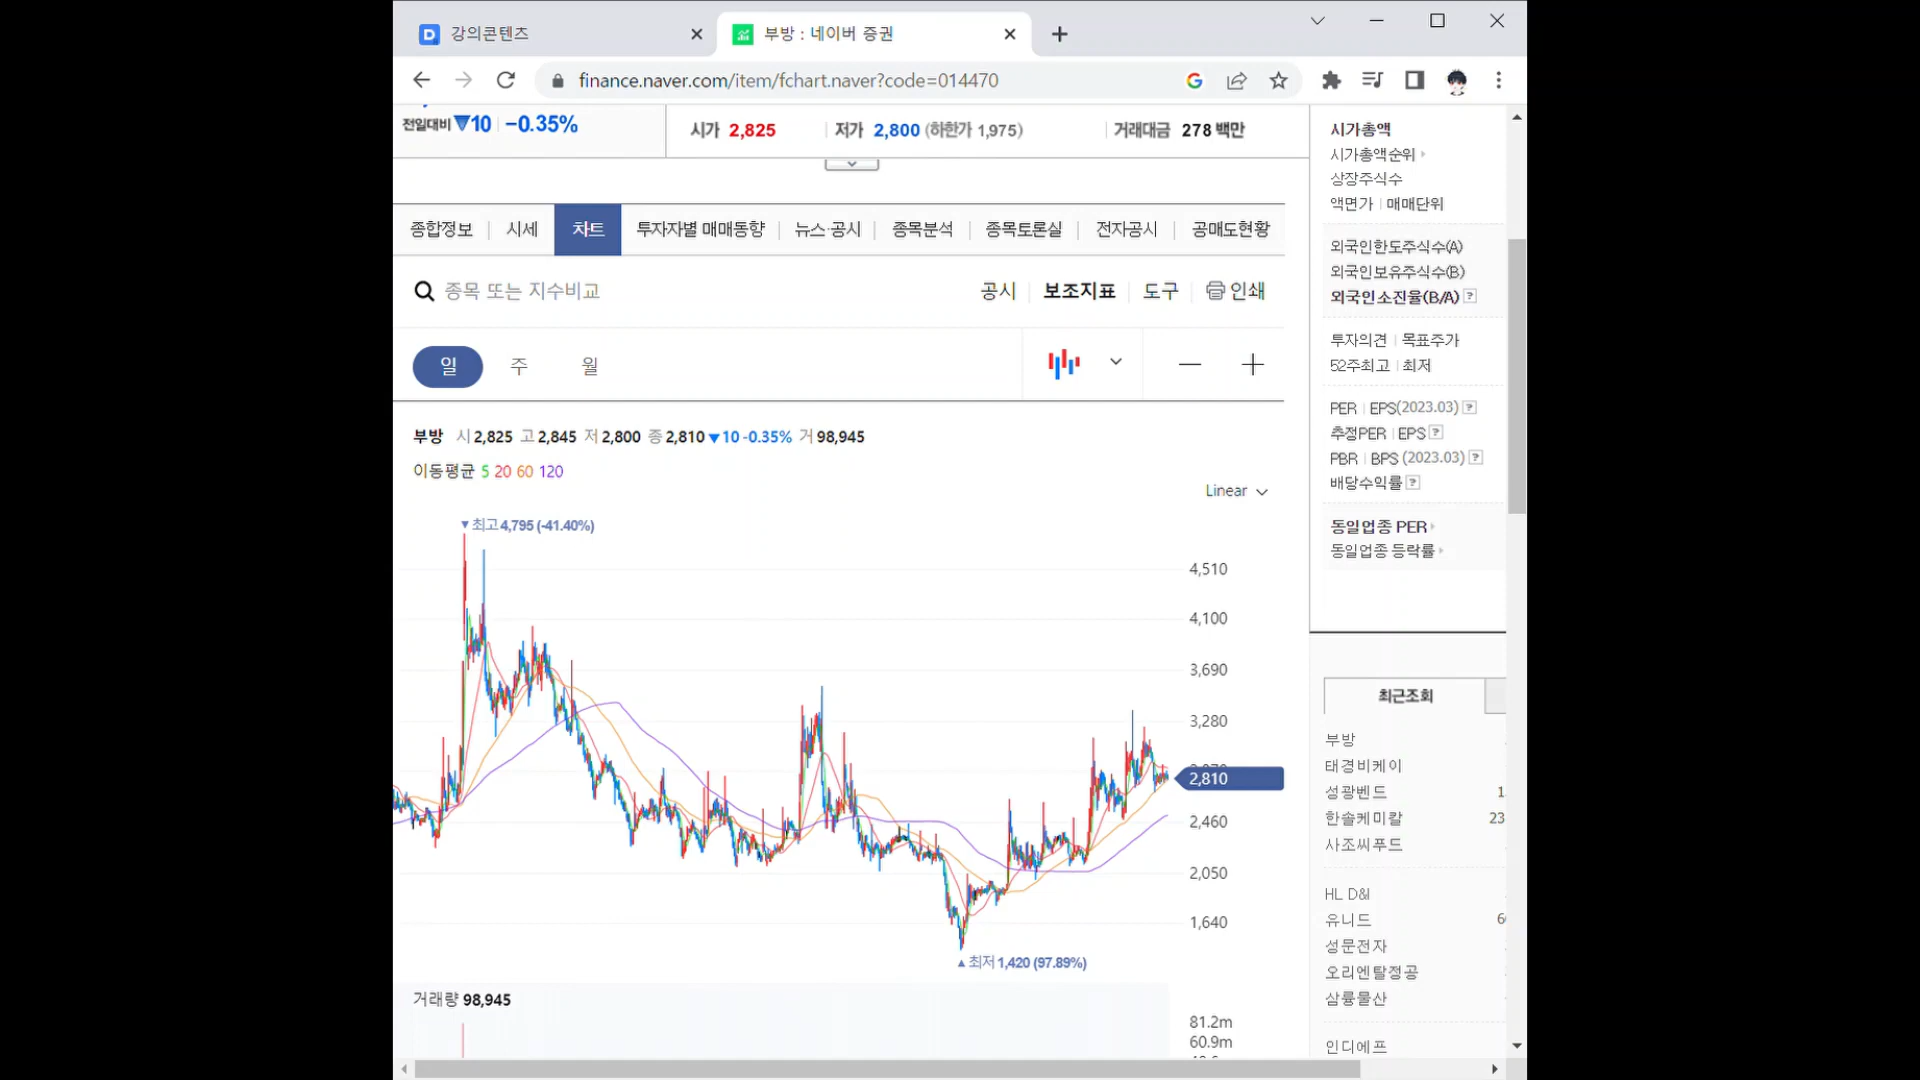 강의콘텐츠
부방 : 네이버 증권
finance.naver.com/item/fchart.naver?code=014470
전일대비 ▼10 | -0.35%
시가 2,825 저가 2,800 (하한가 1,975) 거래대금 278 백만
종합정보 시세 차트 투자자별 매매동향 뉴스·공시 종목분석 종목토론실 전자공시 공매도현황
종목 또는 지수비교 공시 보조지표 도구 인쇄
일 주 월
부방 시 2,825 고 2,845 저 2,800 종 2,810 ▼10 -0.35% 거 98,945
이동평균 5 20 60 120
Linear
▼최고 4,795 (-41.40%)
4,510
4,100
3,690
3,280
2,810
2,460
2,050
1,640
▲최저 1,420 (97.89%)
거래량 98,945
81.2m
60.9m
시가총액
시가총액순위
상장주식수
액면가 | 매매단위
외국인한도주식수(A)
외국인보유주식수(B)
외국인소진율(B/A) ?
투자의견 | 목표주가
52주최고 | 최저
PER | EPS(2023.03) ?
추정PER | EPS ?
PBR | BPS (2023.03) ?
배당수익률 ?
동일업종 PER
동일업종 등락률
최근조회
부방
태경비케이
성광벤드 1
한솔케미칼 23
사조씨푸드
HL D&I
유니드 6
성문전자
오리엔탈정공
삼륭물산
인디에프